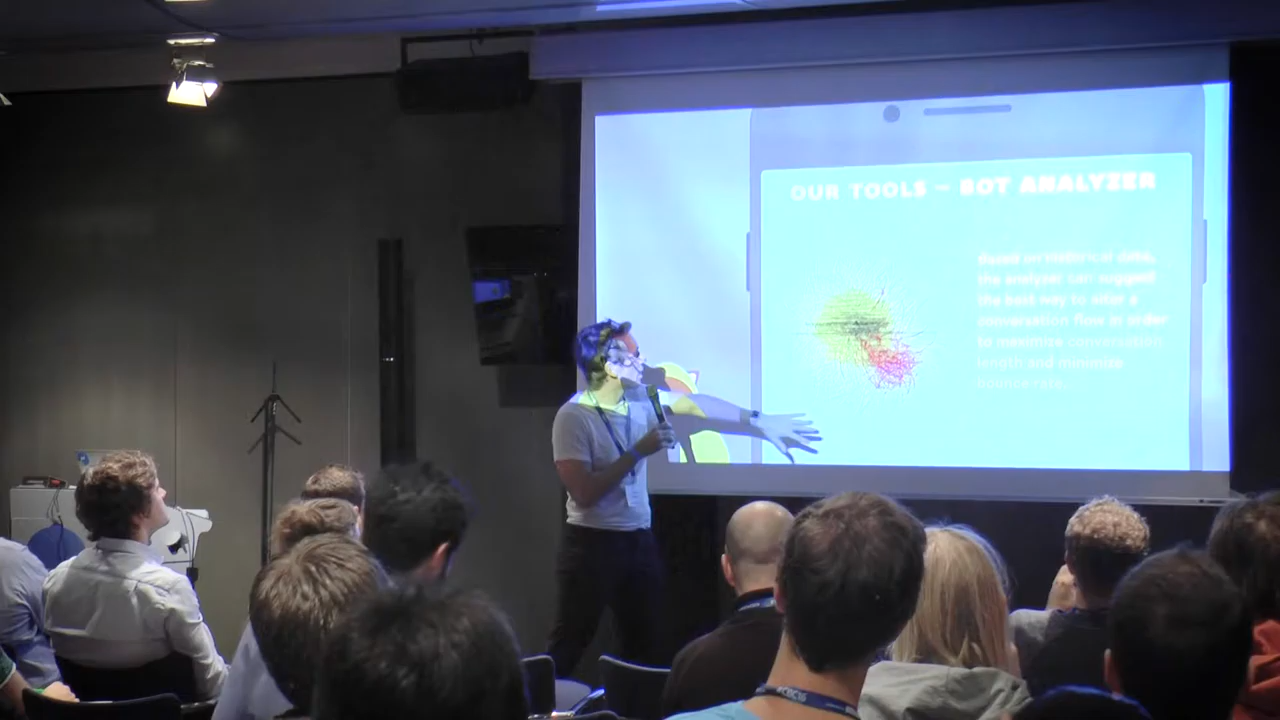 OUR TOOLS – BOT ANALYZER
Based on historical data,
the analyzer can suggest
the best way to alter a
conversation flow in order
to maximize conversation
length and minimize
bounce rate.